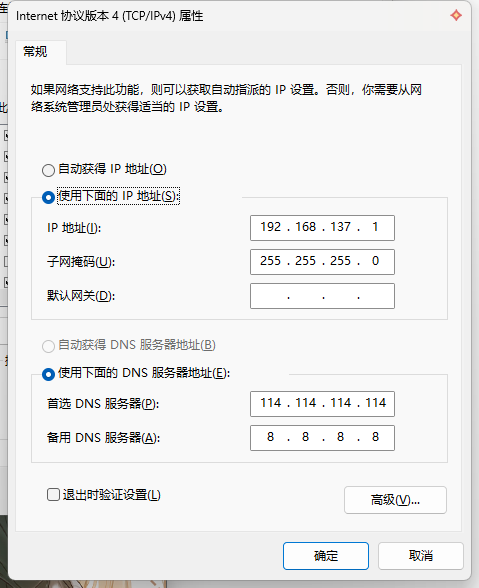 Internet 协议版本 4 (TCP/IPv4) 属性
常规
如果网络支持此功能，则可以获取自动指派的 IP 设置。否则，你需要从网
络系统管理员处获得适当的 IP 设置。
自动获得 IP 地址(O)
使用下面的 IP 地址(S):
IP 地址(I): 192 . 168 . 137 . 1
子网掩码(U): 255 . 255 . 255 . 0
默认网关(D): . . .
自动获得 DNS 服务器地址(B)
使用下面的 DNS 服务器地址(E):
首选 DNS 服务器(P): 114 . 114 . 114 . 114
备用 DNS 服务器(A): 8 . 8 . 8 . 8
退出时验证设置(L)
高级(V)...
确定 取消